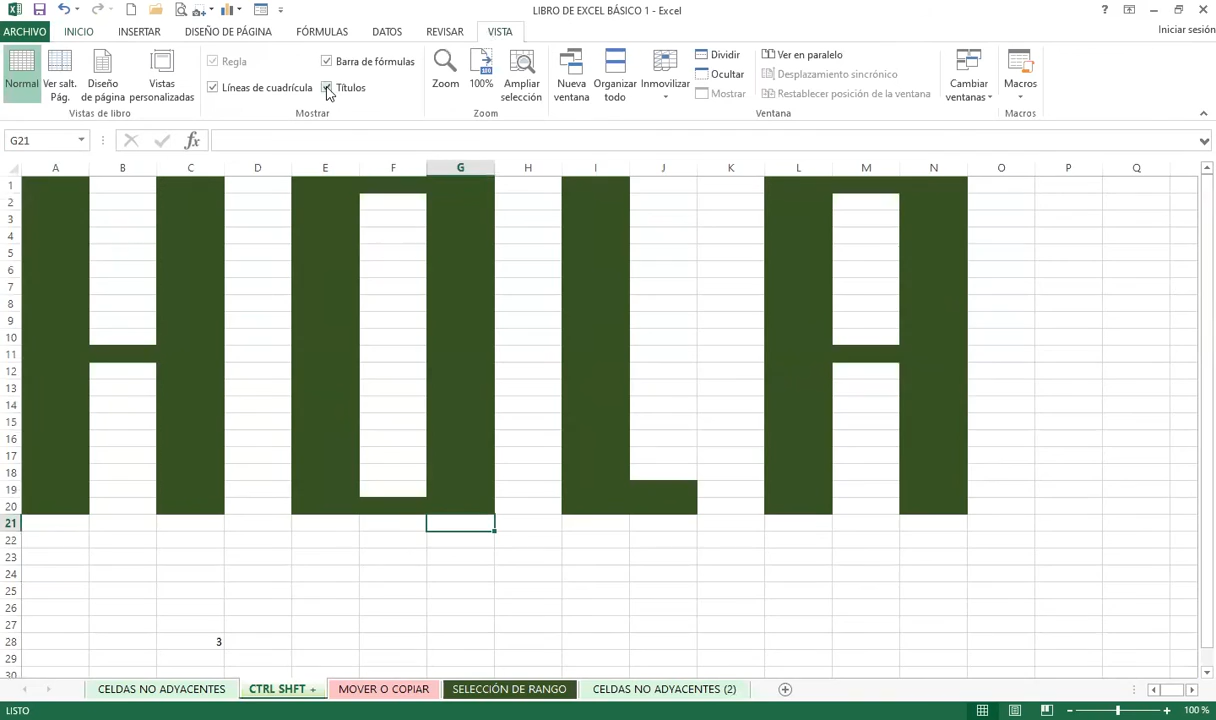 LIBRO DE EXCEL BÁSICO 1 - Excel
?
ARCHIVO INICIO INSERTAR DISEÑO DE PÁGINA FÓRMULAS DATOS REVISAR VISTA Iniciar sesión
Normal
Ver salt. Pág.
Diseño de página
Vistas personalizadas
Vistas de libro
Regla
Barra de fórmulas
Líneas de cuadrícula
Títulos
Mostrar
Zoom
100%
Ampliar selección
Zoom
Nueva ventana
Organizar todo
Inmovilizar
Dividir
Ocultar
Mostrar
Ver en paralelo
Desplazamiento sincrónico
Restablecer posición de la ventana
Cambiar ventanas
Ventana
Macros
Macros
G21
fx
A B C D E F G H I J K L M N O P Q
1
2
3
4
5
6
7
8
9
10
11
12
13
14
15
16
17
18
19
20
21
22
23
24
25
26
27
28 3
29
30
HOLA
CELDAS NO ADYACENTES CTRL SHFT + MOVER O COPIAR SELECCIÓN DE RANGO CELDAS NO ADYACENTES (2)
LISTO 100 %